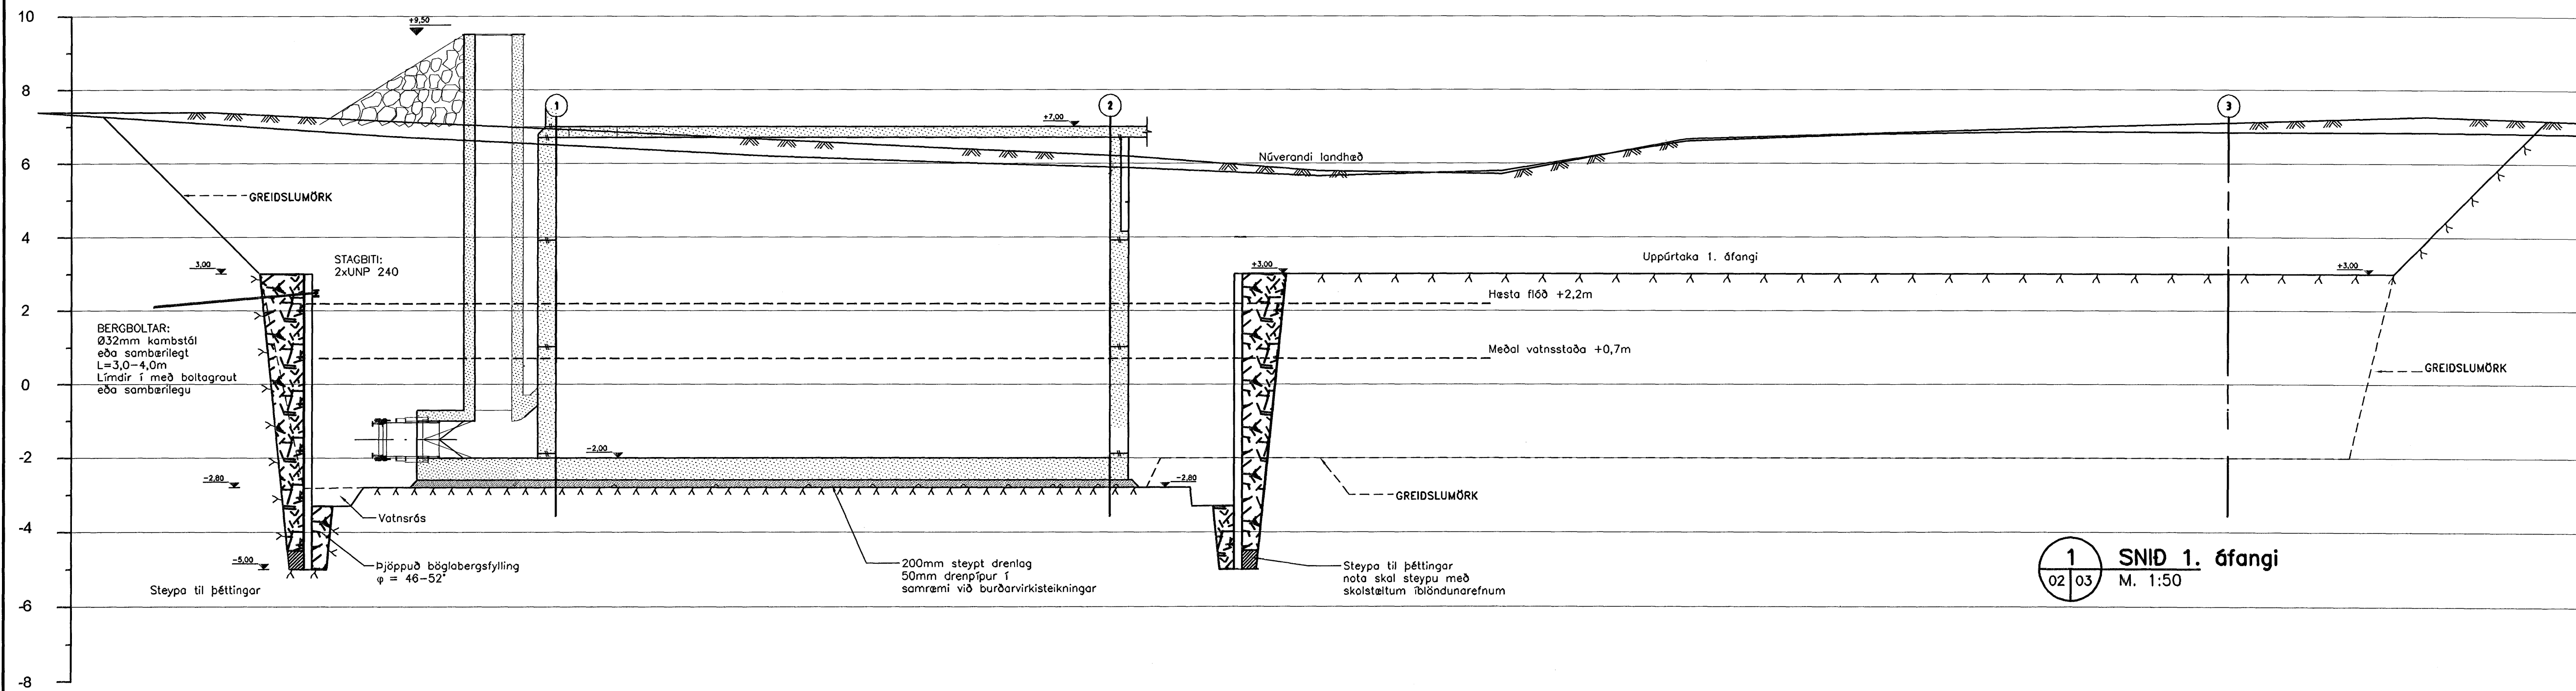 10
8
6
4
2
0
-2
-4
-6
-8
+9,50
1
2
3
+7,00
Núverandi landhæð
GREIDSLUMÖRK
3,00
STAGBITI:
2xUNP 240
+3,00
Uppúrtaka 1. áfangi
+3,00
Hæsta flóð +2,2m
BERGBOLTAR:
Ø32mm kambstál
eða sambærilegt
L=3,0-4,0m
Límdir í með boltagraut
eða sambærilegu
Meðal vatnsstaða +0,7m
GREIDSLUMÖRK
-2,00
-2,80
-2,80
GREIDSLUMÖRK
Vatnsrás
-5,00
Þjöppuð böglabergsfylling
φ = 46-52°
Steypa til þéttingar
200mm steypt drenlag
50mm drenpípur í
samræmi við burðarvirkisteikningar
Steypa til þéttingar
nota skal steypu með
skolstæltum íblöndunarefnum
1
02 03
SNIÐ 1. áfangi
M. 1:50